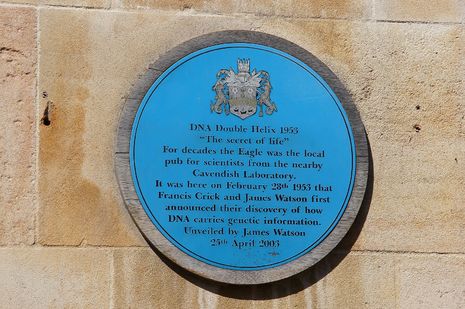 DNA Double Helix 1953
"The secret of life"
For decades the Eagle was the local
pub for scientists from the nearby
Cavendish Laboratory.
It was here on February 28th 1953 that
Francis Crick and James Watson first
announced their discovery of how
DNA carries genetic information.
Unveiled by James Watson
25th April 2003